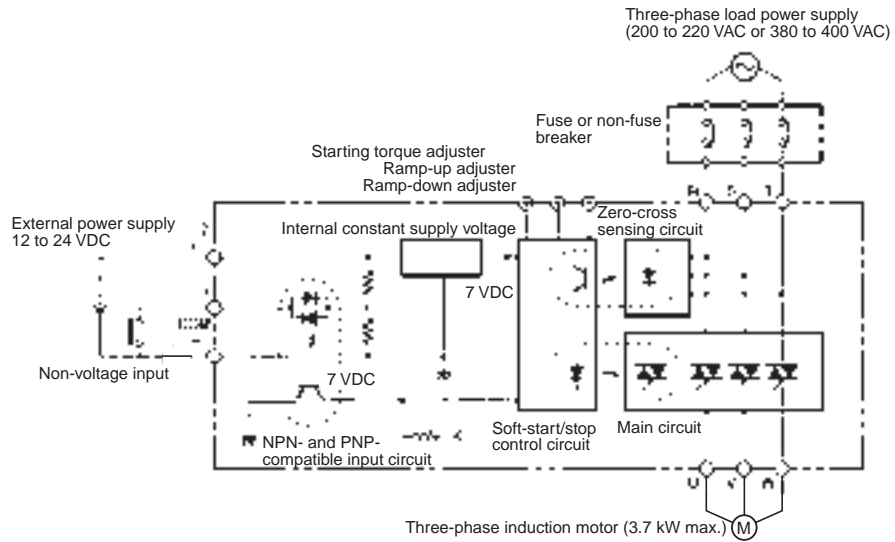 Three-phase load power supply
(200 to 220 VAC or 380 to 400 VAC)
Fuse or non-fuse
breaker
Starting torque adjuster
Ramp-up adjuster
Ramp-down adjuster
R S T
External power supply
12 to 24 VDC
Internal constant supply voltage
Zero-cross
sensing circuit
7 VDC
Non-voltage input
7 VDC
NPN- and PNP-
compatible input circuit
Soft-start/stop
control circuit
Main circuit
U V W
Three-phase induction motor (3.7 kW max.)
M